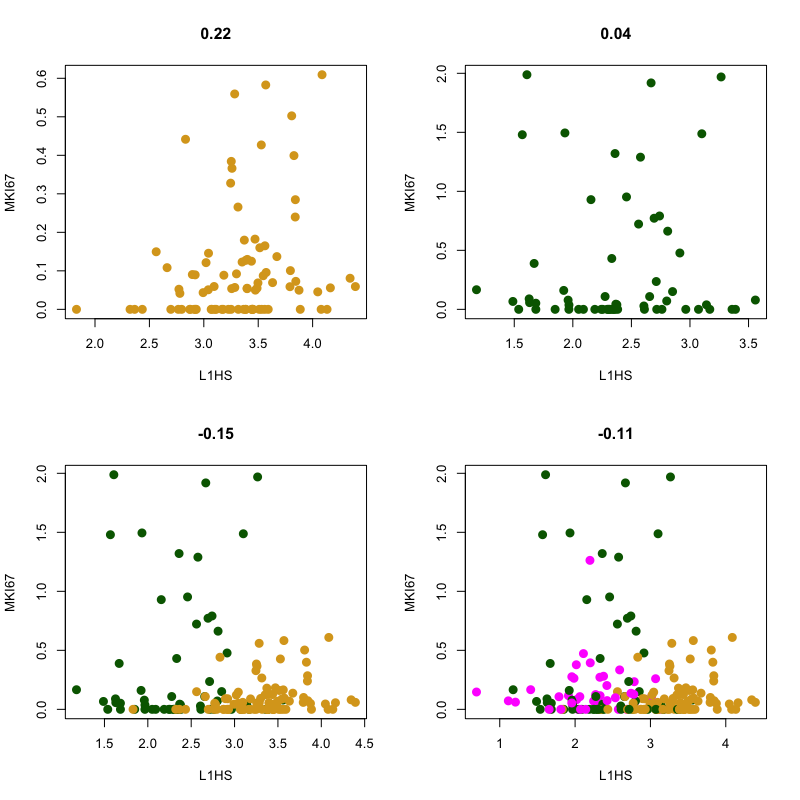 0.22
MKI67
0.0 0.1 0.2 0.3 0.4 0.5 0.6
2.0 2.5 3.0 3.5 4.0
L1HS
0.04
MKI67
0.0 0.5 1.0 1.5 2.0
1.5 2.0 2.5 3.0 3.5
L1HS
-0.15
MKI67
0.0 0.5 1.0 1.5 2.0
1.5 2.0 2.5 3.0 3.5 4.0 4.5
L1HS
-0.11
MKI67
0.0 0.5 1.0 1.5 2.0
1 2 3 4
L1HS